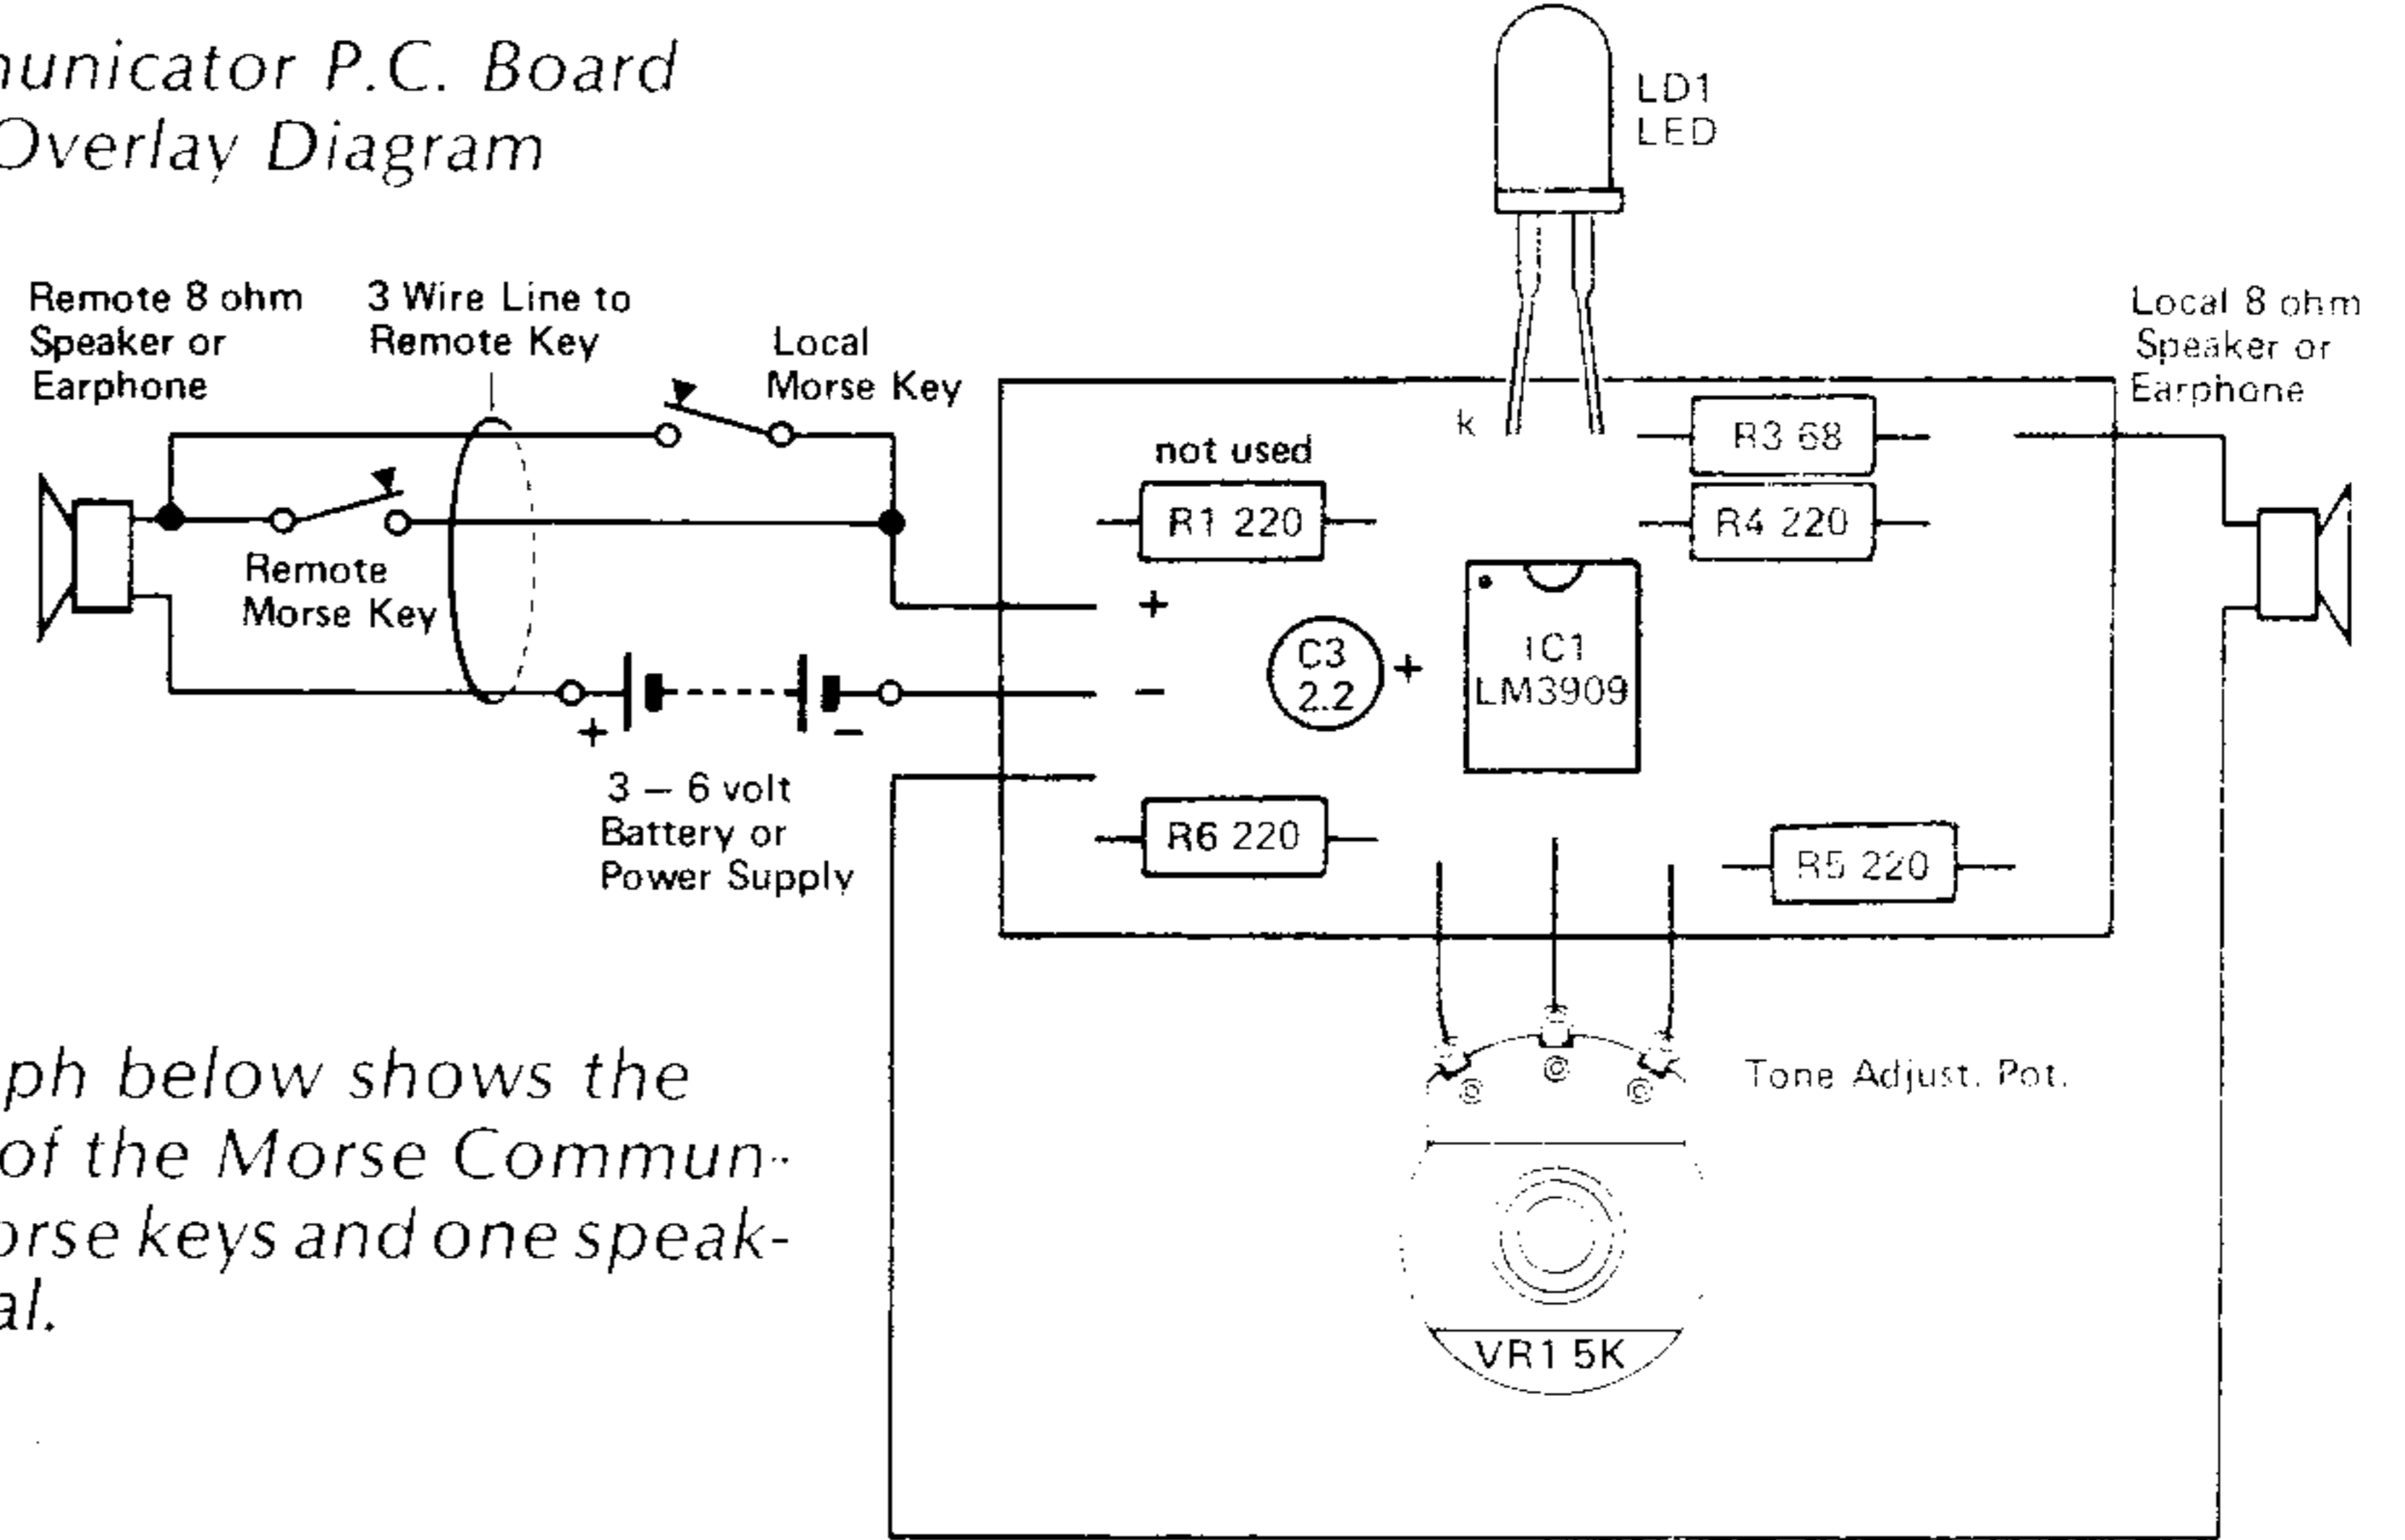 unicator P.C. Board
Overlay Diagram
LD1
LED
Remote 8 ohm
Speaker or
Earphone
3 Wire Line to
Remote Key
Local
Morse Key
Local 8 ohm
Speaker or
Earphone
k
R3 68
not used
R1 220
R4 220
Remote
Morse Key
+
C3
2.2
+
IC1
LM3909
−
+
−
3 – 6 volt
Battery or
Power Supply
R6 220
R5 220
ph below shows the
of the Morse Commun-
orse keys and one speak-
al.
Tone Adjust. Pot.
VR1 5K